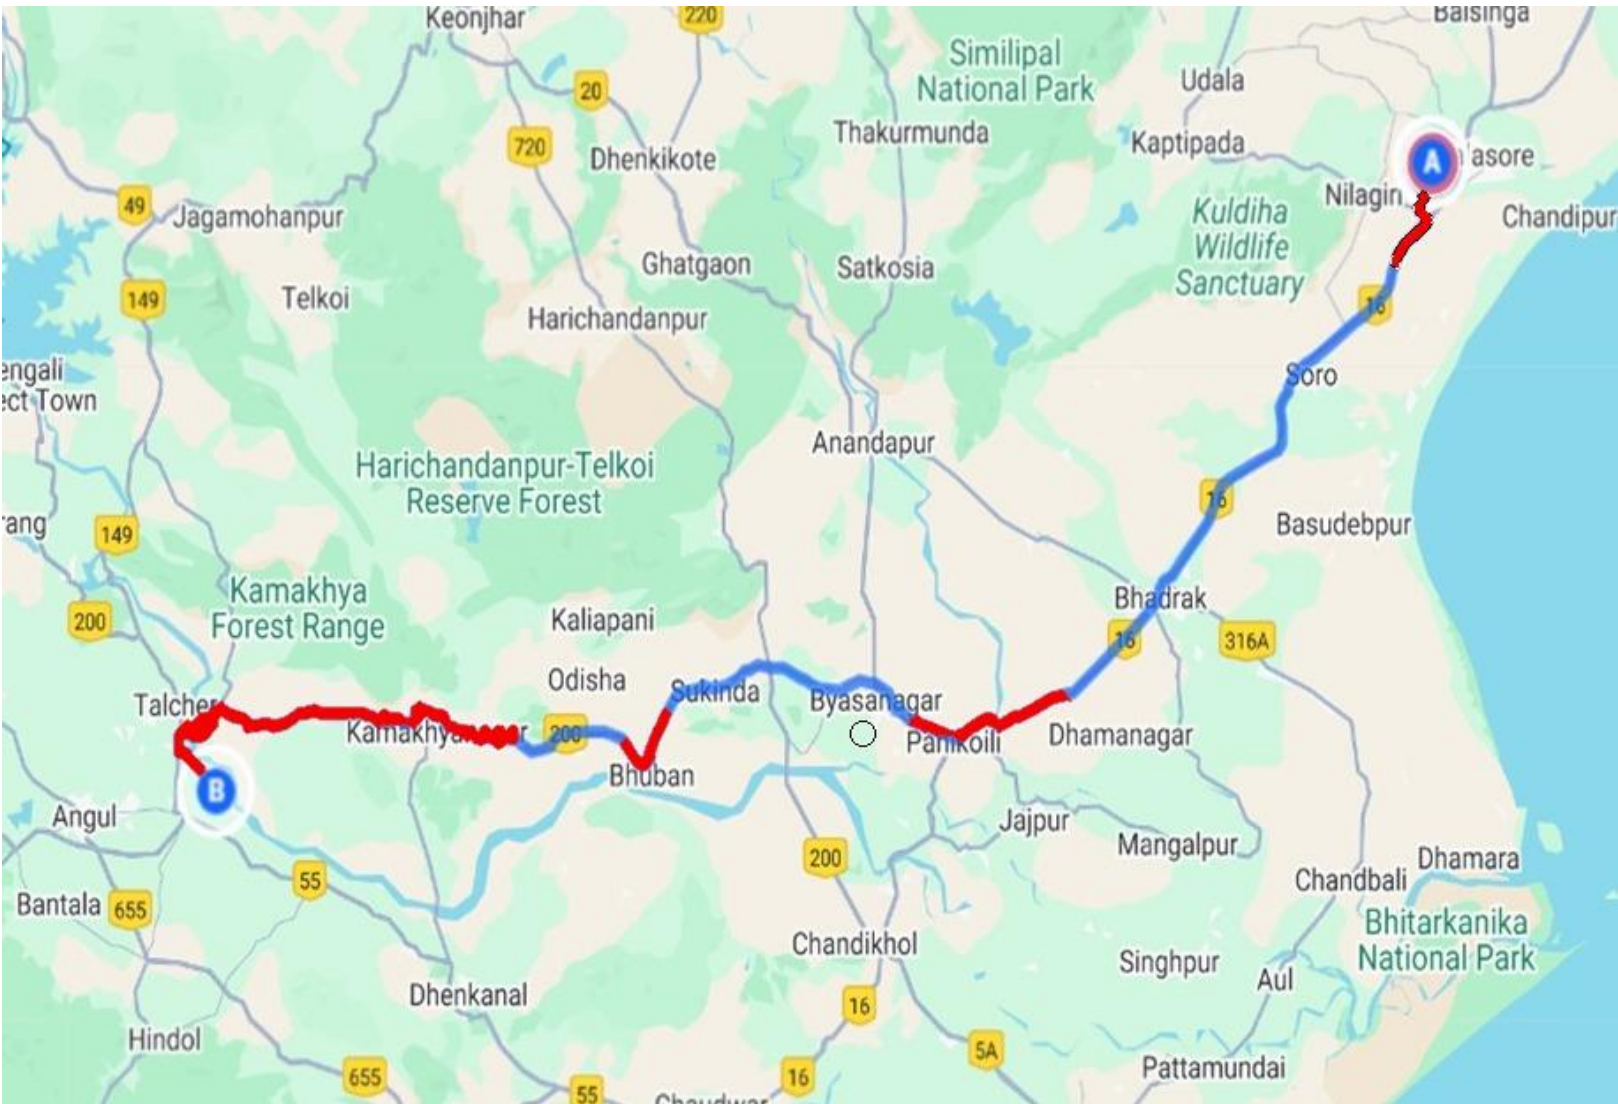 Keonjhar
220
Balsinga
Similipal
National Park
Udala
20
Thakurmunda
Kaptipada
720
Dhenkikote
A
asore
49
Jagamohanpur
Nilagiri
Kuldiha
Wildlife
Sanctuary
Chandipur
Ghatgaon
Satkosia
149
Telkoi
16
Harichandanpur
engali
ect Town
Soro
Anandapur
Harichandanpur-Telkoi
Reserve Forest
16
Basudebpur
rang
149
Kamakhya
Forest Range
Bhadrak
200
Kaliapani
16
316A
Odisha
Sukinda
Talcher
Byasanagar
200
Panikoili
Dhamanagar
Bhuban
B
Angul
Jajpur
Mangalpur
200
Dhamara
55
Chandbali
Bantala
655
Bhitarkanika
National Park
Chandikhol
Singhpur
Aul
Dhenkanal
16
Hindol
5A
655
16
Pattamundai
55